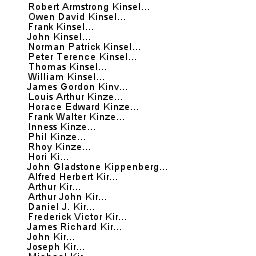 Robert Armstrong Kinsel...
Owen David Kinsel...
Frank Kinsel...
John Kinsel...
Norman Patrick Kinsel...
Peter Terence Kinsel...
Thomas Kinsel...
William Kinsel...
James Gordon Kinv...
Louis Arthur Kinze...
Horace Edward Kinze...
Frank Walter Kinze...
Inness Kinze...
Phil Kinze...
Rhoy Kinze...
Hori Ki...
John Gladstone Kippenberg...
Alfred Herbert Kir...
Arthur Kir...
Arthur John Kir...
Daniel J. Kir...
Frederick Victor Kir...
James Richard Kir...
John Kir...
Joseph Kir...
Michael Kir...